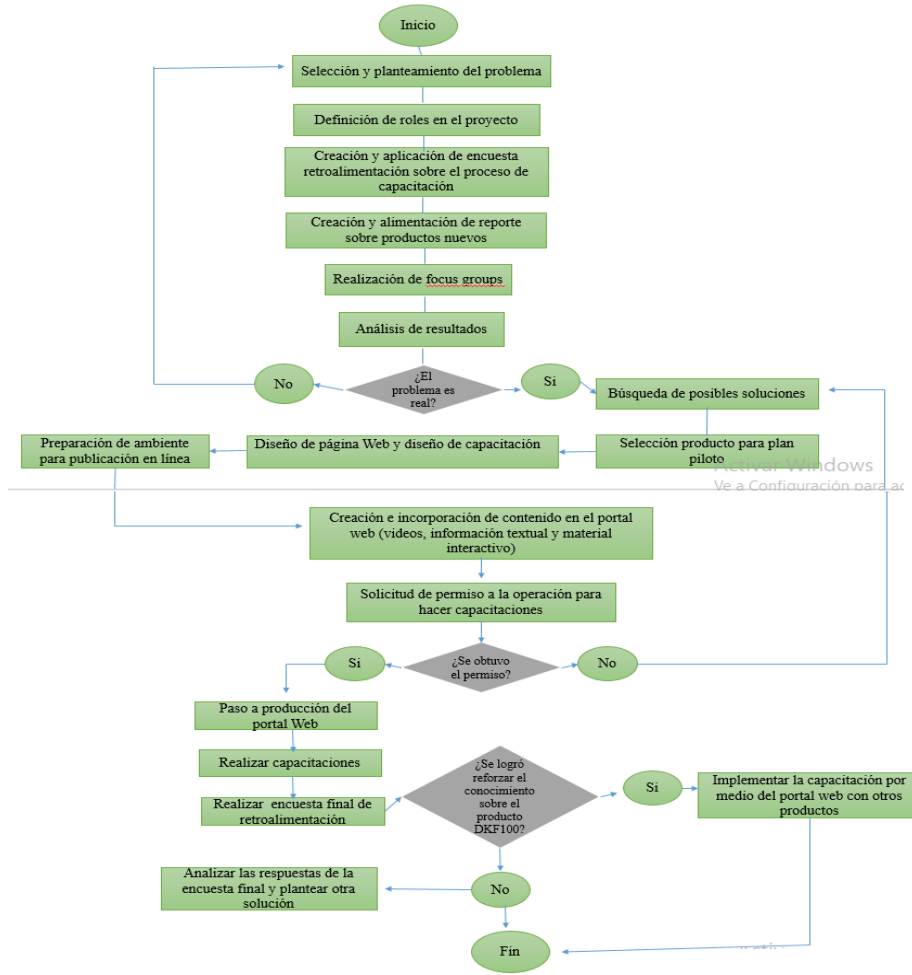 Inicio
Selección y planteamiento del problema
Definición de roles en el proyecto
Creación y aplicación de encuesta
retroalimentación sobre el proceso de
capacitación
Creación y alimentación de reporte
sobre productos nuevos
Realización de focus groups
Análisis de resultados
¿El
problema es
real?
No
Si
Búsqueda de posibles soluciones
Selección producto para plan
piloto
Diseño de página Web y diseño de capacitación
Preparación de ambiente
para publicación en línea
Activar Windows
Ve a Configuración para ac
Creación e incorporación de contenido en el portal
web (videos, información textual y material
interactivo)
Solicitud de permiso a la operación para
hacer capacitaciones
¿Se obtuvo
el permiso?
Si
No
Paso a producción del
portal Web
Realizar capacitaciones
Realizar encuesta final de
retroalimentación
¿Se logró
reforzar el
conocimiento
sobre el
producto
DKF100?
Si
Implementar la capacitación por
medio del portal web con otros
productos
No
Analizar las respuestas de la
encuesta final y plantear otra
solución
Fin